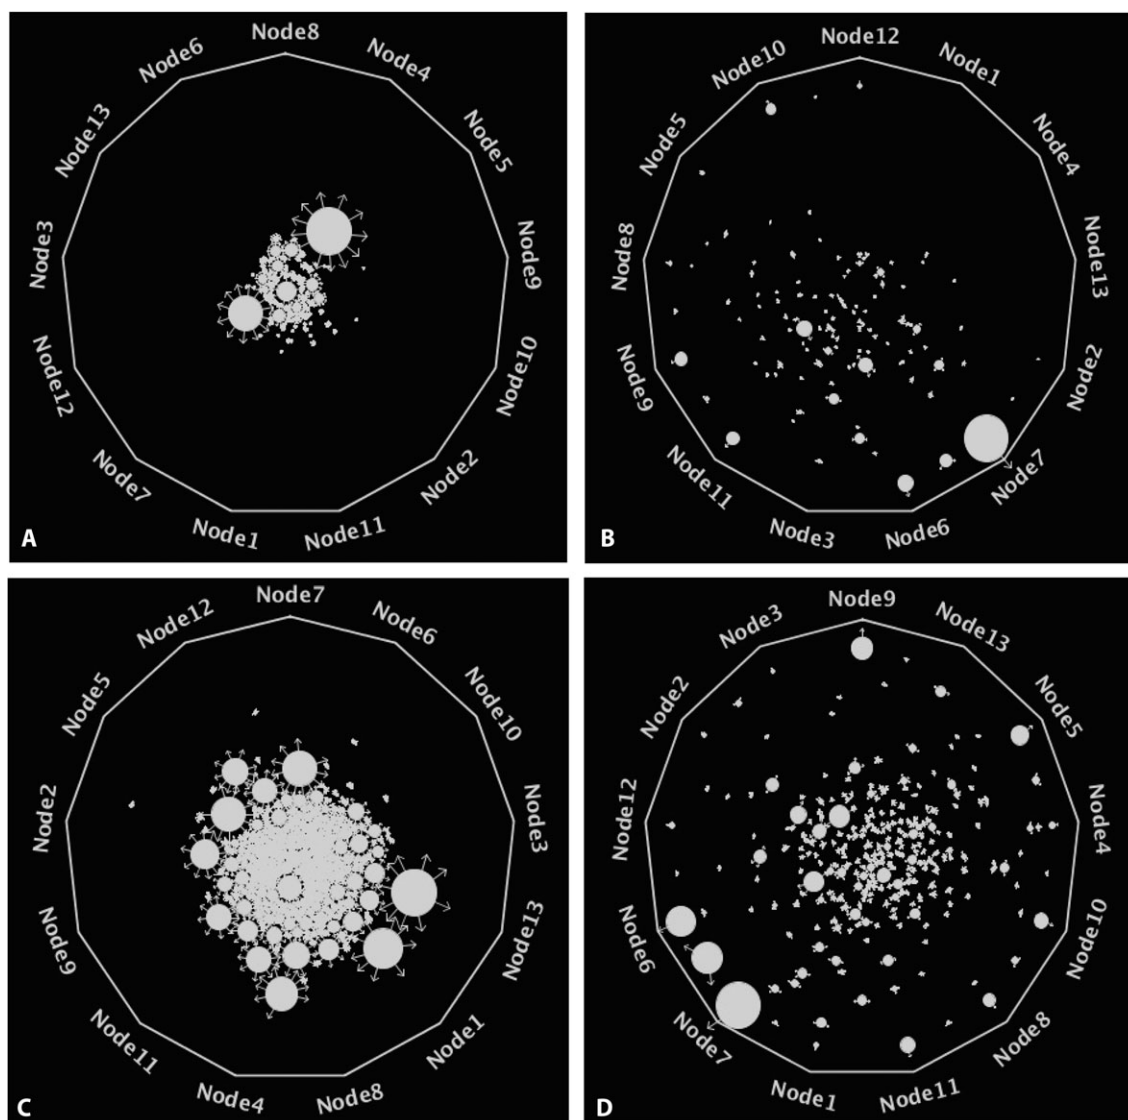 Node8
Node6
Node4
Node13
Node5
Node3
Node9
Node12
Node10
Node7
Node2
Node1
Node11
A
Node12
Node10
Node1
Node5
Node4
Node8
Node13
Node9
Node2
Node11
Node7
Node3
Node6
B
Node7
Node12
Node6
Node5
Node10
Node2
Node3
Node9
Node13
Node11
Node1
Node4
Node8
C
Node9
Node3
Node13
Node2
Node5
Node12
Node4
Node6
Node10
Node7
Node8
Node1
Node11
D